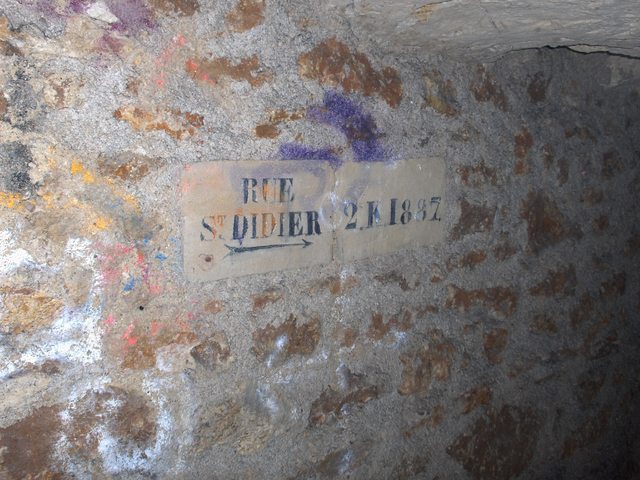 RUE
ST DIDIER
2 K 1887